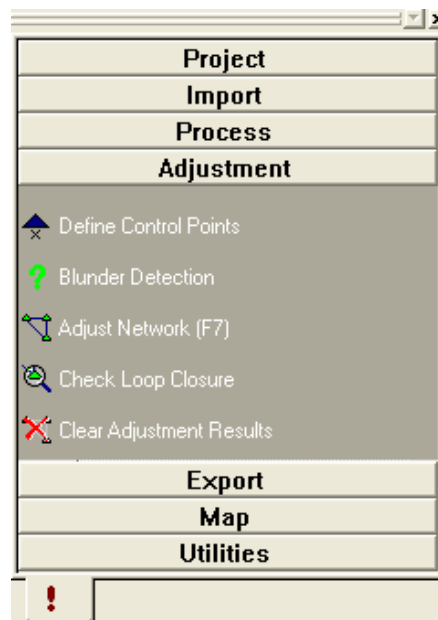 Project
Import
Process
Adjustment
Define Control Points
? Blunder Detection
Adjust Network (F7)
Check Loop Closure
Clear Adjustment Results
Export
Map
Utilities
!